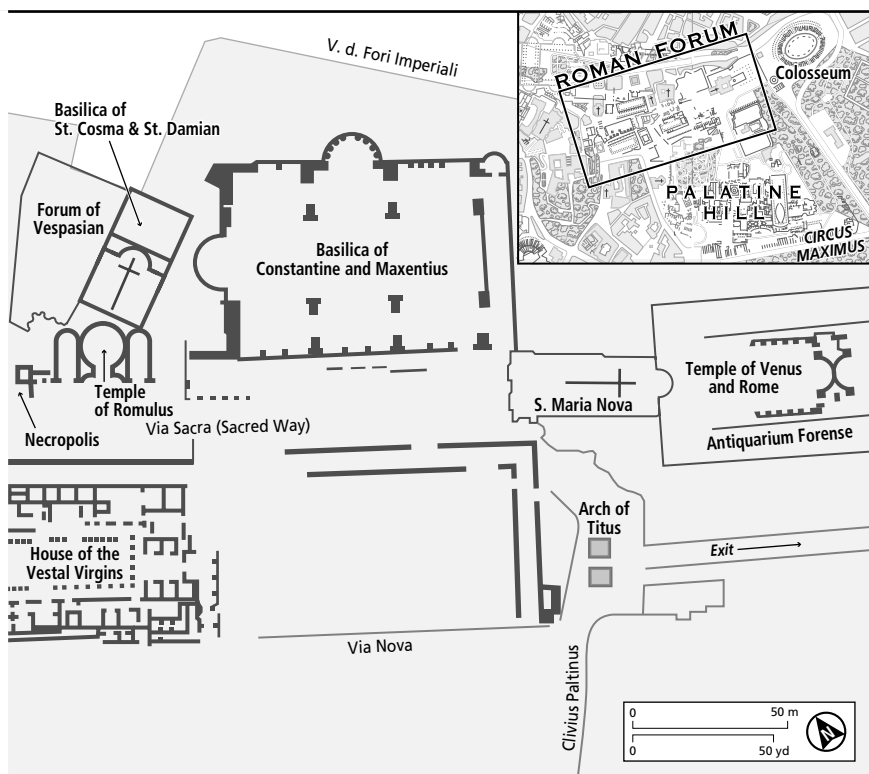 V. d. Fori Imperiali
Basilica of
St. Cosma & St. Damian
Forum of
Vespasian
Basilica of
Constantine and Maxentius
ROMAN FORUM
Colosseum
PALATINE
HILL
CIRCUS
MAXIMUS
Temple
of Romulus
Necropolis
Via Sacra (Sacred Way)
S. Maria Nova
Temple of Venus
and Rome
Antiquarium Forense
House of the
Vestal Virgins
Arch of
Titus
Exit
Via Nova
Clivius Paltinus
0 50 m
0 50 yd
N